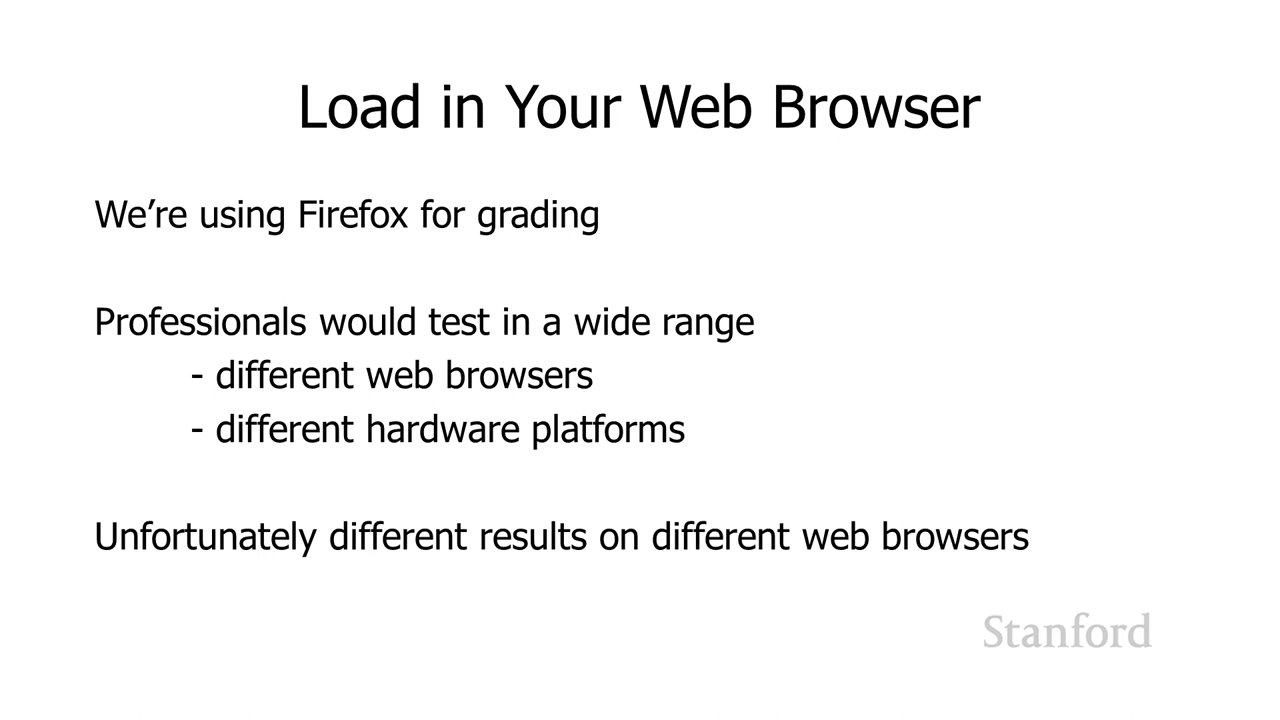 Load in Your Web Browser
We’re using Firefox for grading
Professionals would test in a wide range
- different web browsers
- different hardware platforms
Unfortunately different results on different web browsers
Stanford